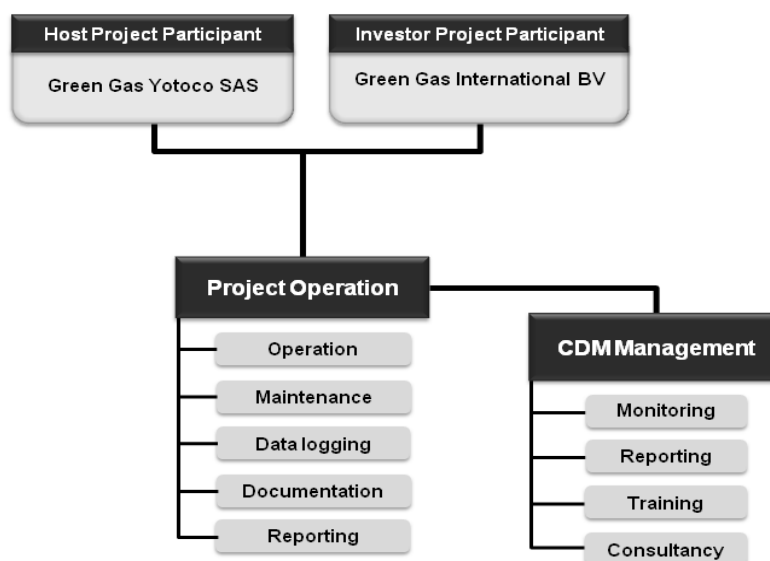 Host Project Participant
Green Gas Yotoco SAS
Investor Project Participant
Green Gas International BV
Project Operation
Operation
Maintenance
Data logging
Documentation
Reporting
CDM Management
Monitoring
Reporting
Training
Consultancy